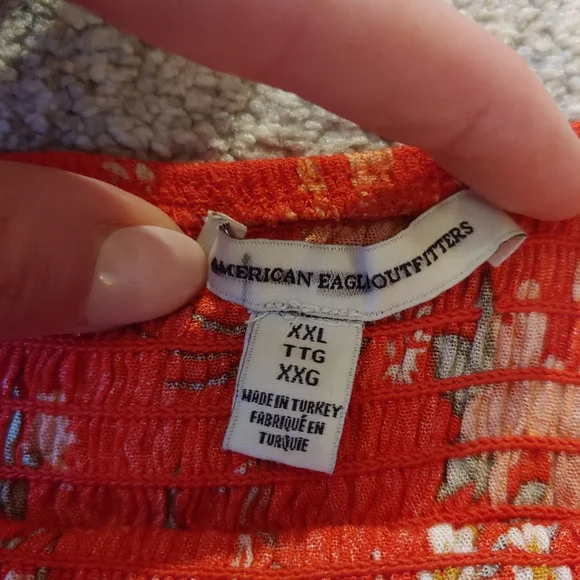 AMERICAN EAGLE OUTFITTERS
XXL
TTG
XXG
MADE IN TURKEY
FABRIQUÉ EN
TURQUIE